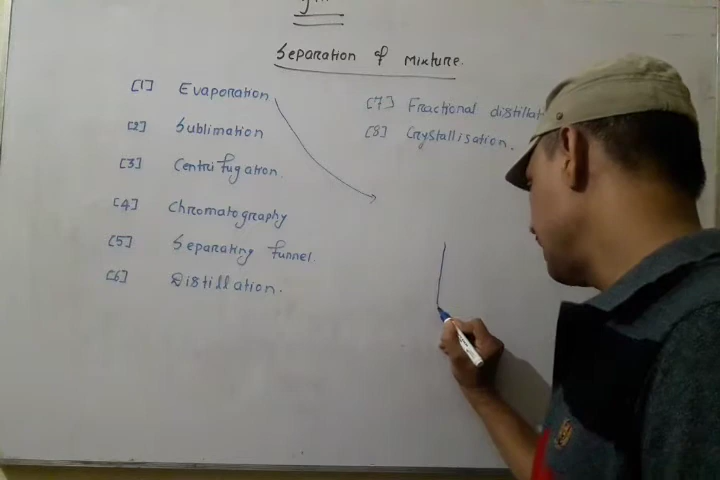 Separation of Mixture.
[1] Evaporation
[2] Sublimation
[3] Centrifugation.
[4] Chromatography
[5] Separating funnel.
[6] Distillation.
[7] Fractional distillat
[8] Crystallisation.